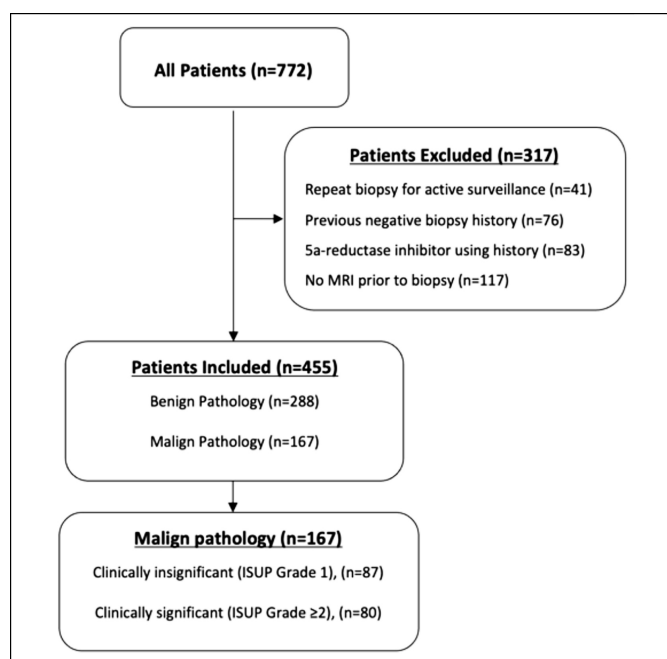 All Patients (n=772)
Patients Excluded (n=317)
Repeat biopsy for active surveillance (n=41)
Previous negative biopsy history (n=76)
5a-reductase inhibitor using history (n=83)
No MRI prior to biopsy (n=117)
Patients Included (n=455)
Benign Pathology (n=288)
Malign Pathology (n=167)
Malign pathology (n=167)
Clinically insignificant (ISUP Grade 1), (n=87)
Clinically significant (ISUP Grade ≥2), (n=80)